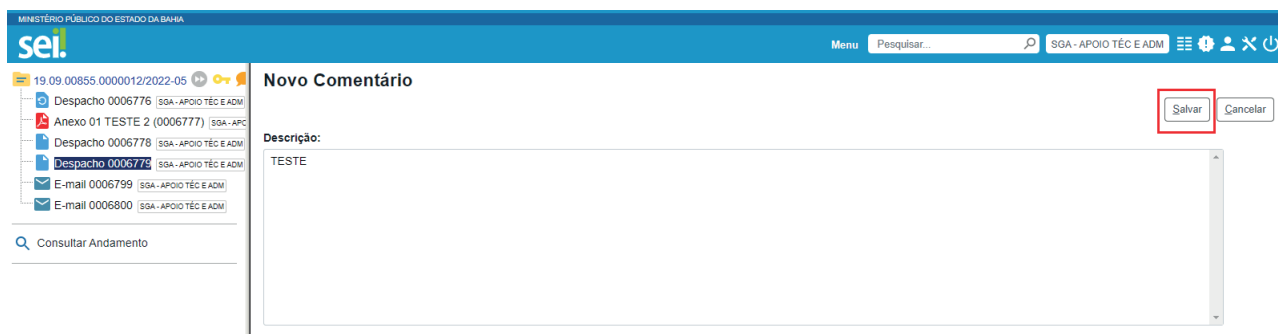 MINISTÉRIO PÚBLICO DO ESTADO DA BAHIA
sei!
Menu Pesquisar... SGA - APOIO TÉC E ADM
19.09.00855.0000012/2022-05
Despacho 0006776 SGA - APOIO TÉC E ADM
Anexo 01 TESTE 2 (0006777) SGA - APO
Despacho 0006778 SGA - APOIO TÉC E ADM
Despacho 0006779 SGA - APOIO TÉC E ADM
E-mail 0006799 SGA - APOIO TÉC E ADM
E-mail 0006800 SGA - APOIO TÉC E ADM
Consultar Andamento
Novo Comentário
Salvar Cancelar
Descrição:
TESTE